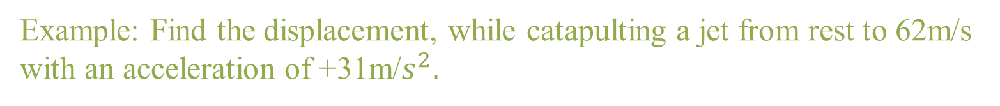 Example: Find the displacement, while catapulting a jet from rest to 62m/s
with an acceleration of +31m/s².